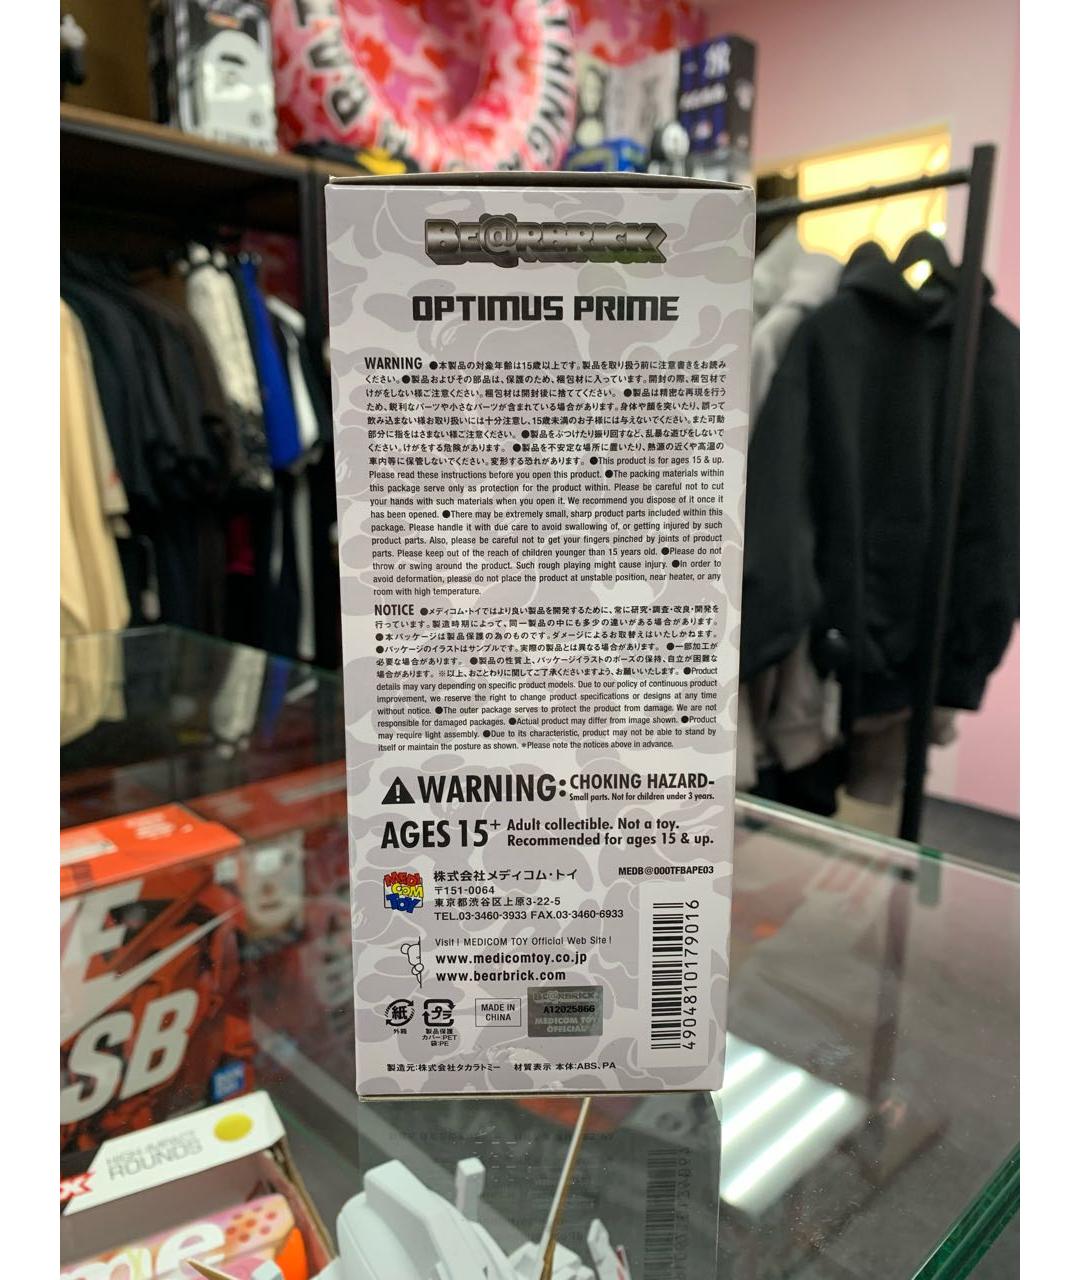 BE@RBRICK
OPTIMUS PRIME
WARNING ●本製品の対象年齢は15歳以上です。製品を取り扱う前に注意書きをお読み
ください。●製品およびその部品は、保護のため、梱包材に入っています。開封の際、梱包材で
けがをしない様ご注意ください。梱包材は開封後に捨ててください。 ●製品は精密な再現を行う
ため、鋭利なパーツや小さなパーツが含まれている場合があります。身体や顔を突いたり、誤って
飲み込まない様お取り扱いには十分注意し、15歳未満のお子様には与えないでください。また可動
部分に指をはさまない様ご注意ください。 ●製品をぶつけたり振り回すなど、乱暴な遊びをしないで
ください。けがをする危険があります。 ●製品を不安定な場所に置いたり、熱源の近くや高温の
車内等に保管しないでください。変形する恐れがあります。 ●This product is for ages 15 & up.
Please read these instructions before you open this product. ●The packing materials within
this package serve only as protection for the product within. Please be careful not to cut
your hands with such materials when you open it. We recommend you dispose of it once it
has been opened. ●There may be extremely small, sharp product parts included within this
package. Please handle it with due care to avoid swallowing of, or getting injured by such
product parts. Also, please be careful not to get your fingers pinched by joints of product
parts. Please keep out of the reach of children younger than 15 years old. ●Please do not
throw or swing around the product. Such rough playing might cause injury. ●In order to
avoid deformation, please do not place the product at unstable position, near heater, or any
room with high temperature.
NOTICE ●メディコム・トイではより良い製品を開発するために、常に研究・調査・改良・開発を
行っています。製造時期によって、同一製品の中にも多少の違いがある場合があります。
●本パッケージは製品保護の為のものです。ダメージによるお取替えはいたしかねます。
●パッケージのイラストはサンプルです。実際の製品とは異なる場合があります。 ●一部加工が
必要な場合があります。 ●製品の性質上、パッケージイラストのポーズの保持、自立が困難な
場合があります。 ※以上、おことわりに関してご了承くださいますよう、お願いいたします。 ●Product
details may vary depending on specific product models. Due to our policy of continuous product
improvement, we reserve the right to change product specifications or designs at any time
without notice. ●The outer package serves to protect the product from damage. We are not
responsible for damaged packages. ●Actual product may differ from image shown. ●Product
may require light assembly. ●Due to its characteristic, product may not be able to stand by
itself or maintain the posture as shown. *Please note the notices above in advance.
WARNING: CHOKING HAZARD-
Small parts. Not for children under 3 years.
AGES 15+ Adult collectible. Not a toy.
Recommended for ages 15 & up.
MEDB@000TFBAPE03
MEDI COM TOY
株式会社メディコム・トイ
〒151-0064
東京都渋谷区上原3-22-5
TEL.03-3460-3933 FAX.03-3460-6933
Visit! MEDICOM TOY Official Web Site!
www.medicomtoy.co.jp
www.bearbrick.com
紙
外箱
プラ
製品保護
カバー:PET
袋:PE
MADE IN
CHINA
BE@RBRICK
A12025866
MEDICOM TOY
OFFICIAL
4904810179016
製造元:株式会社タカラトミー 材質表示 本体:ABS、PA
SB
HIGH-IMPACT
ROUNDS